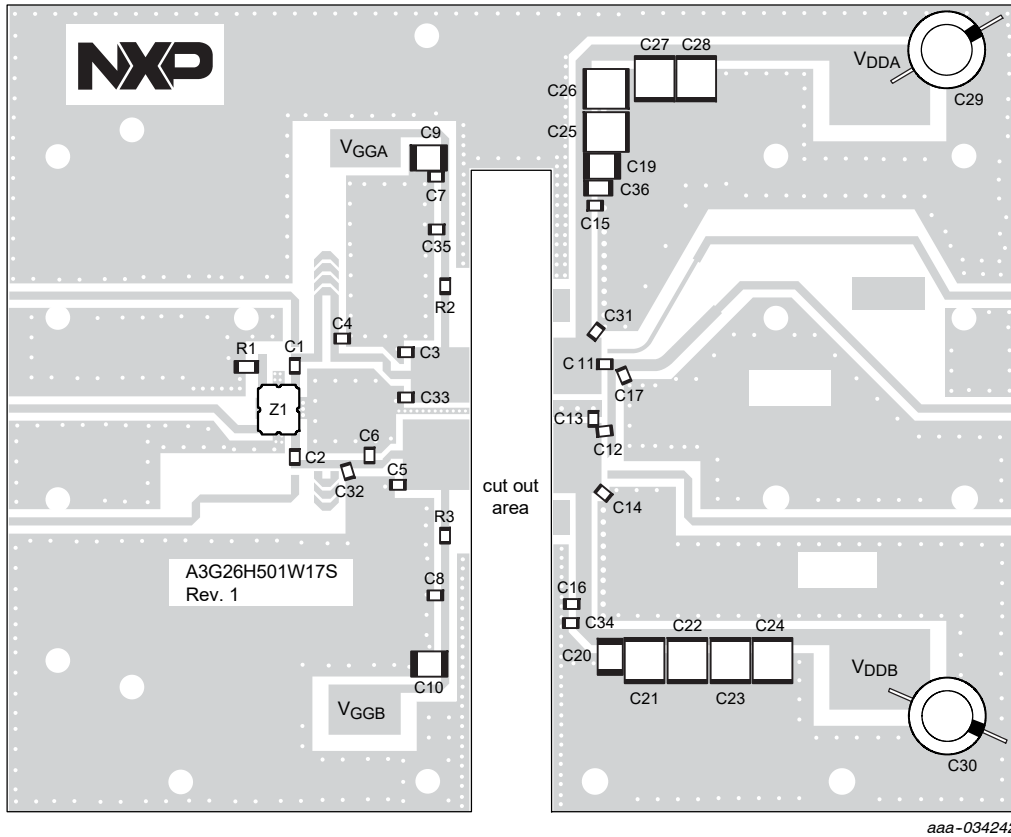 NXP
C27 C28
VDDA
C26
C29
C25
C9
VGGA
C19
C36
C7
C15
C35
R2
C31
C4
C3
R1
C1
C11
C17
C33
Z1
C13
C12
C6
C2
C5
C32
cut out
area
C14
R3
A3G26H501W17S
Rev. 1
C8
C16
C34
C22
C24
C20
VDDB
C10
C21
C23
VGGB
C30
aaa-034242